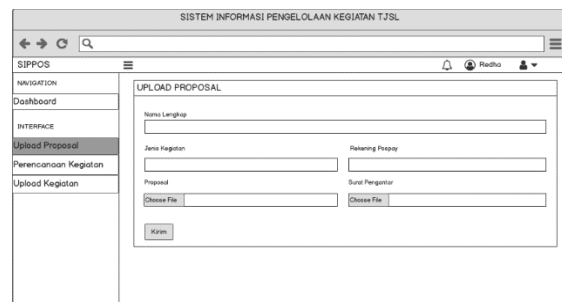 SISTEM INFORMASI PENGELOLAAN KEGIATAN TJSL
SIPPOS
Redha
NAVIGATION
Dashboard
INTERFACE
Upload Proposal
Perencanaan Kegiatan
Upload Kegiatan
UPLOAD PROPOSAL
Nama Lengkap
Jenis Kegiatan
Rekening Pospay
Proposal
Surat Pengantar
Choose File
Choose File
Kirim